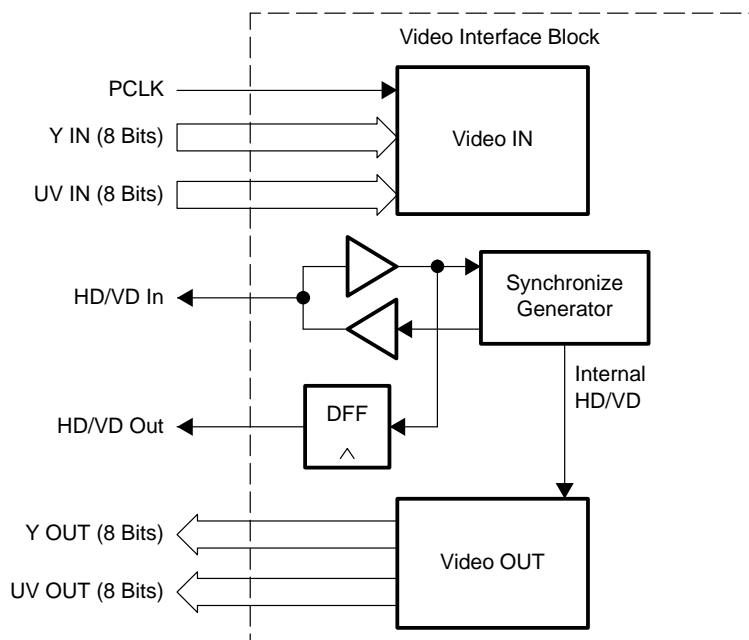 Video Interface Block
PCLK
Y IN (8 Bits)
Video IN
UV IN (8 Bits)
HD/VD In
Synchronize
Generator
Internal
HD/VD
HD/VD Out
DFF
Y OUT (8 Bits)
Video OUT
UV OUT (8 Bits)